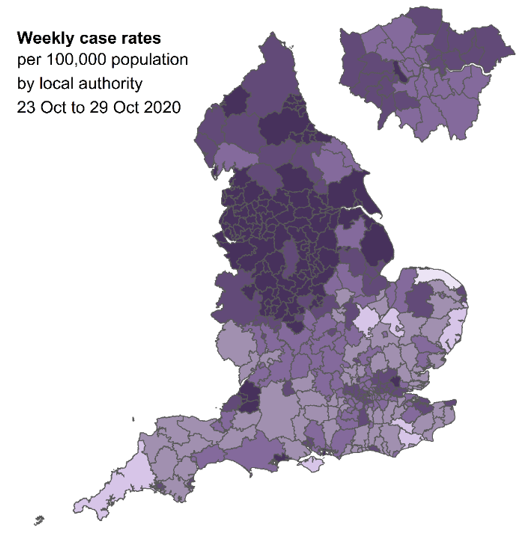 Weekly case rates
per 100,000 population
by local authority
23 Oct to 29 Oct 2020